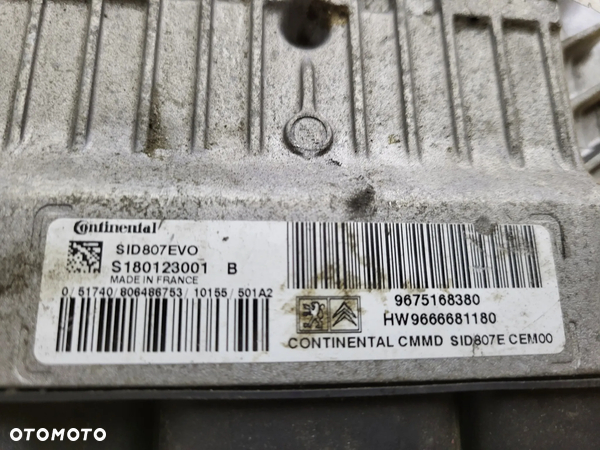 Continental
SID807EVO
S180123001 B
MADE IN FRANCE
0/51740/806486753/10155/501A2
9675168380
HW9666681180
CONTINENTAL CMMD SID807E CEM00
OTOMOTO